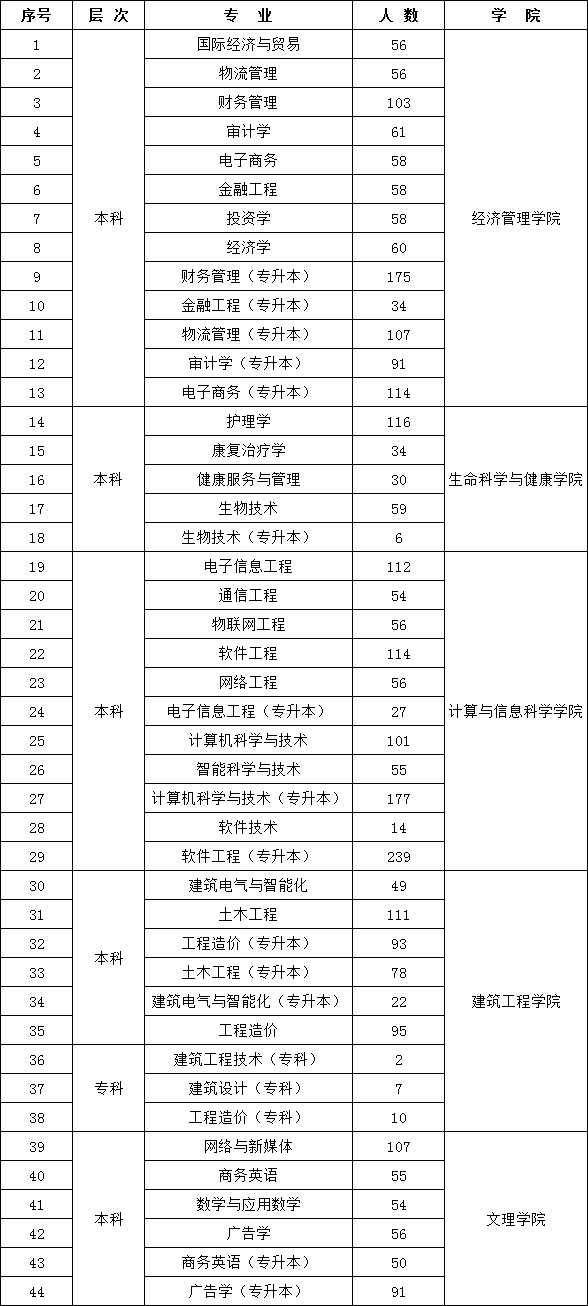 序号 层 次 专 业 人 数 学 院
1 国际经济与贸易 56
2 物流管理 56
3 财务管理 103
4 审计学 61
5 电子商务 58
6 金融工程 58
7 本科 投资学 58 经济管理学院
8 经济学 60
9 财务管理（专升本） 175
10 金融工程（专升本） 34
11 物流管理（专升本） 107
12 审计学（专升本） 91
13 电子商务（专升本） 114
14 护理学 116
15 康复治疗学 34
16 本科 健康服务与管理 30 生命科学与健康学院
17 生物技术 59
18 生物技术（专升本） 6
19 电子信息工程 112
20 通信工程 54
21 物联网工程 56
22 软件工程 114
23 网络工程 56
24 本科 电子信息工程（专升本） 27 计算与信息科学学院
25 计算机科学与技术 101
26 智能科学与技术 55
27 计算机科学与技术（专升本） 177
28 软件技术 14
29 软件工程（专升本） 239
30 建筑电气与智能化 49
31 土木工程 111
32 本科 工程造价（专升本） 93
33 土木工程（专升本） 78
34 建筑电气与智能化（专升本） 22 建筑工程学院
35 工程造价 95
36 建筑工程技术（专科） 2
37 专科 建筑设计（专科） 7
38 工程造价（专科） 10
39 网络与新媒体 107
40 商务英语 55
41 本科 数学与应用数学 54 文理学院
42 广告学 56
43 商务英语（专升本） 50
44 广告学（专升本） 91